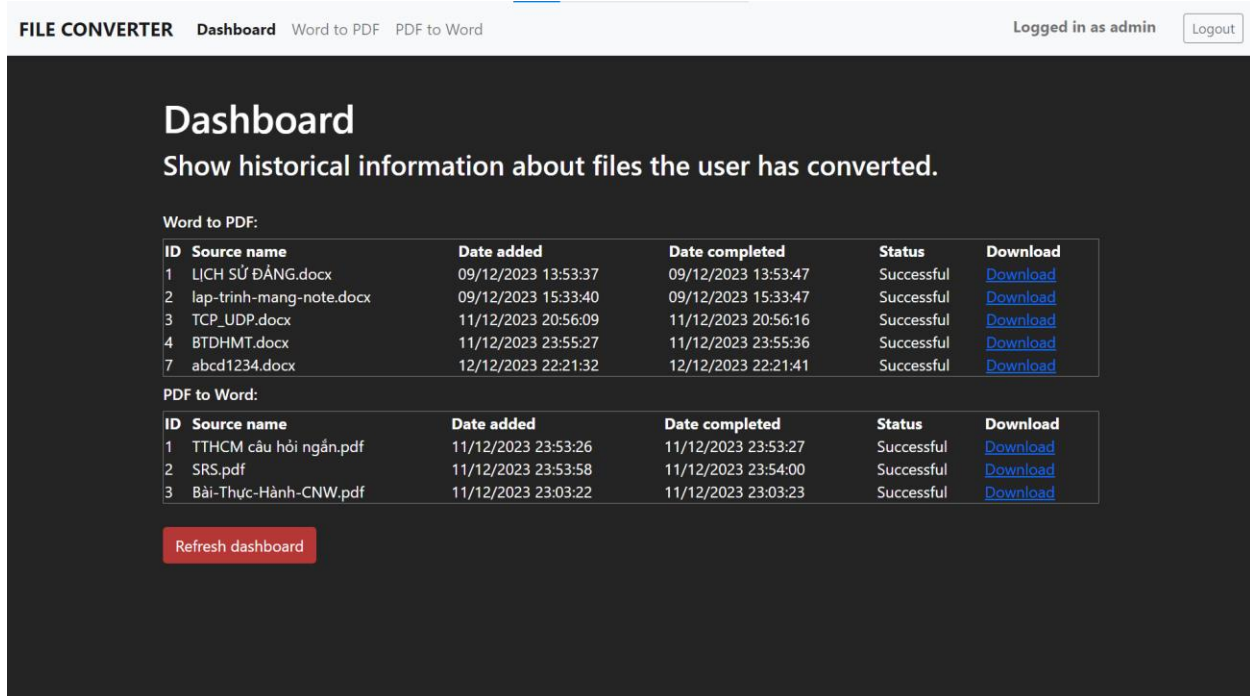 FILE CONVERTER Dashboard Word to PDF PDF to Word Logged in as admin Logout
Dashboard
Show historical information about files the user has converted.
Word to PDF:
ID Source name Date added Date completed Status Download
1 LỊCH SỬ ĐẢNG.docx 09/12/2023 13:53:37 09/12/2023 13:53:47 Successful Download
2 lap-trinh-mang-note.docx 09/12/2023 15:33:40 09/12/2023 15:33:47 Successful Download
3 TCP_UDP.docx 11/12/2023 20:56:09 11/12/2023 20:56:16 Successful Download
4 BTDHMT.docx 11/12/2023 23:55:27 11/12/2023 23:55:36 Successful Download
7 abcd1234.docx 12/12/2023 22:21:32 12/12/2023 22:21:41 Successful Download
PDF to Word:
ID Source name Date added Date completed Status Download
1 TTHCM câu hỏi ngắn.pdf 11/12/2023 23:53:26 11/12/2023 23:53:27 Successful Download
2 SRS.pdf 11/12/2023 23:53:58 11/12/2023 23:54:00 Successful Download
3 Bài-Thực-Hành-CNW.pdf 11/12/2023 23:03:22 11/12/2023 23:03:23 Successful Download
Refresh dashboard